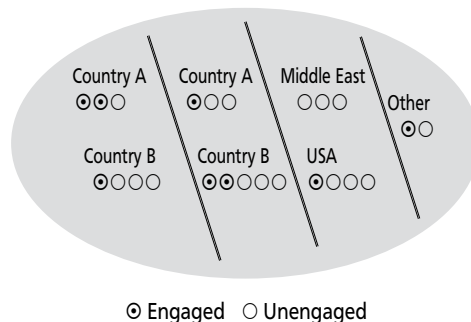 Country A
Country A
Middle East
Other
Country B
Country B
USA
Engaged
Unengaged